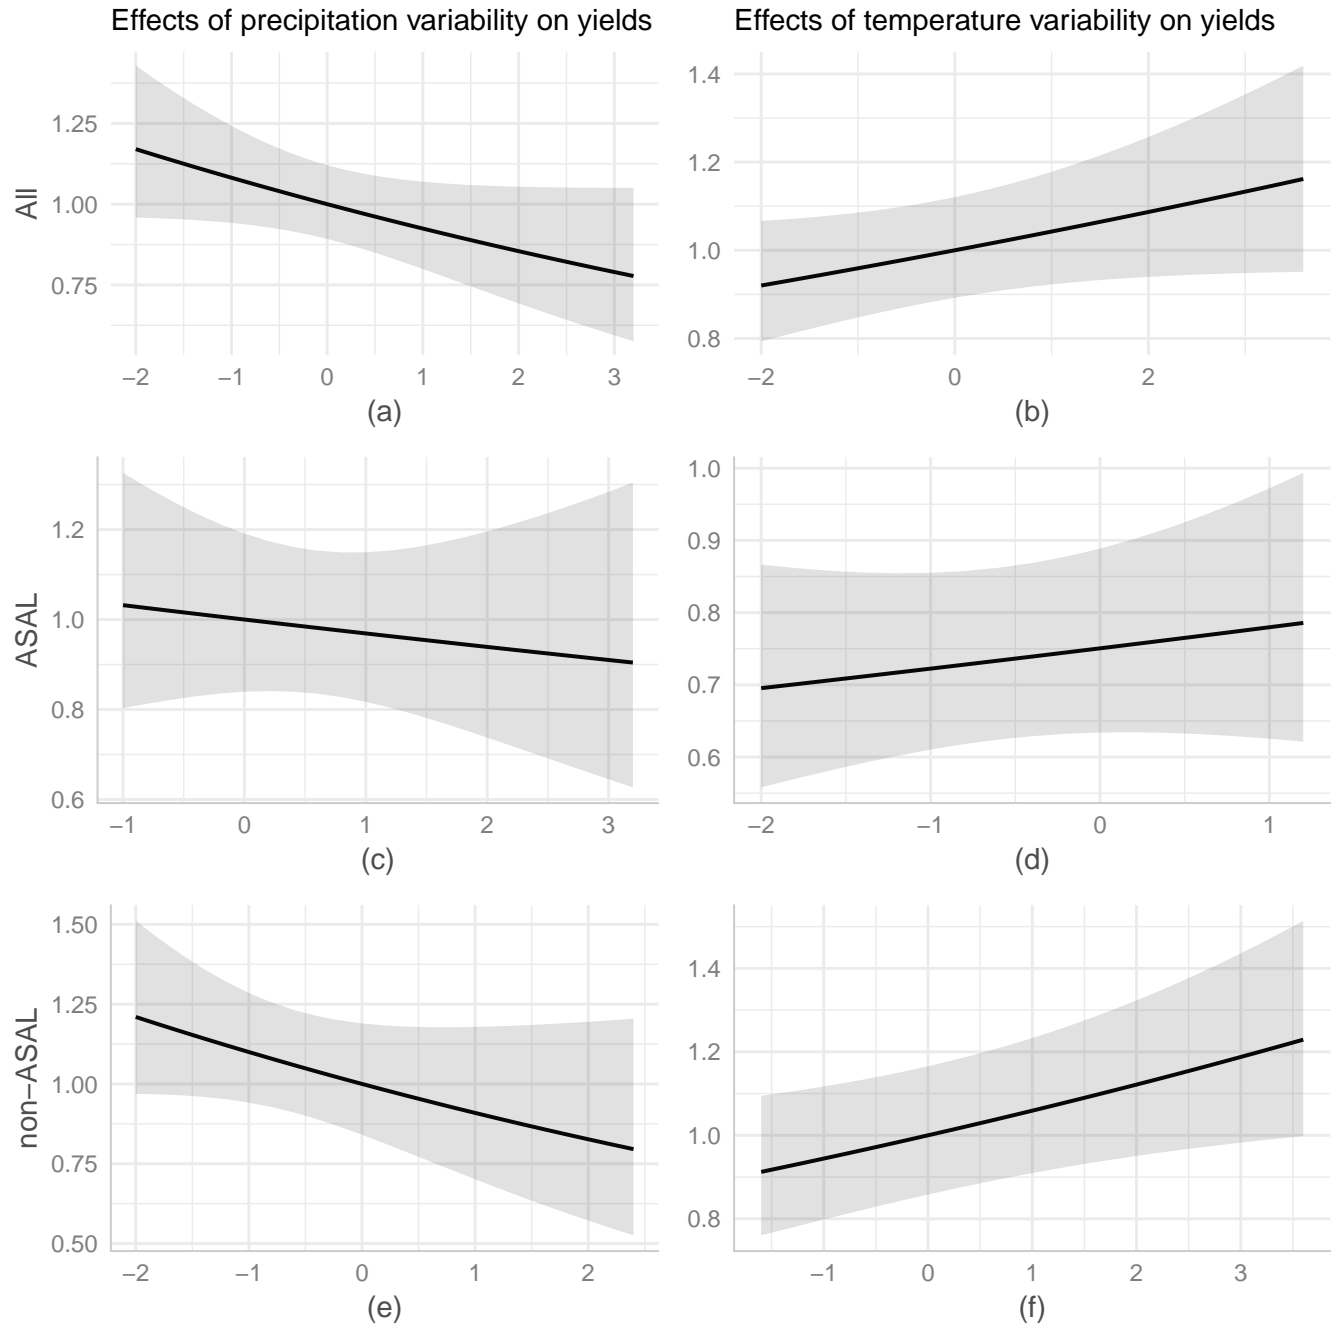 Effects of precipitation variability on yields
Effects of temperature variability on yields
All
1.25
1.00
0.75
−2 −1 0 1 2 3
(a)
1.4
1.2
1.0
0.8
−2 0 2
(b)
ASAL
1.2
1.0
0.8
0.6
−1 0 1 2 3
(c)
1.0
0.9
0.8
0.7
0.6
−2 −1 0 1
(d)
non−ASAL
1.50
1.25
1.00
0.75
0.50
−2 −1 0 1 2
(e)
1.4
1.2
1.0
0.8
−1 0 1 2 3
(f)